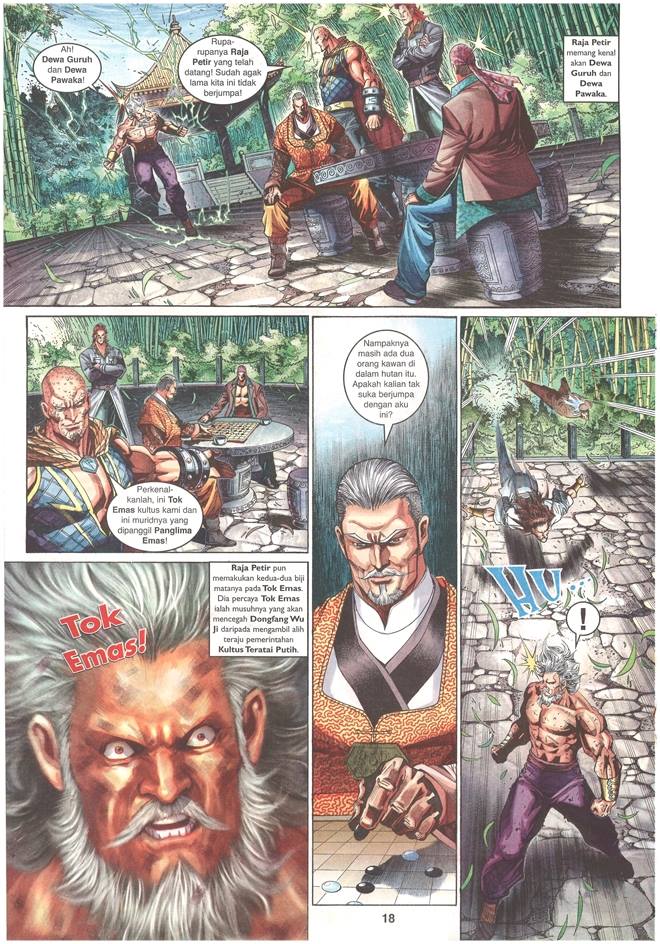 Ah!
Dewa Guruh
dan Dewa
Pawaka!
Rupa-
rupanya Raja
Petir yang telah
datang! Sudah agak
lama kita ini tidak
berjumpa!
Raja Petir
memang kenal
akan Dewa
Guruh dan
Dewa
Pawaka.
Perkenal-
kanlah, ini Tok
Emas kultus kami dan
ini muridnya yang
dipanggil Panglima
Emas!
Nampaknya
masih ada dua
orang kawan di
dalam hutan itu.
Apakah kalian tak
suka berjumpa
dengan aku
ini?
HU...
!
Raja Petir pun
memakukan kedua-dua biji
matanya pada Tok Emas.
Dia percaya Tok Emas
ialah musuhnya yang akan
mencegah Dongfang Wu
Ji daripada mengambil alih
teraju pemerintahan
Kultus Teratai Putih.
Tok
Emas!
18